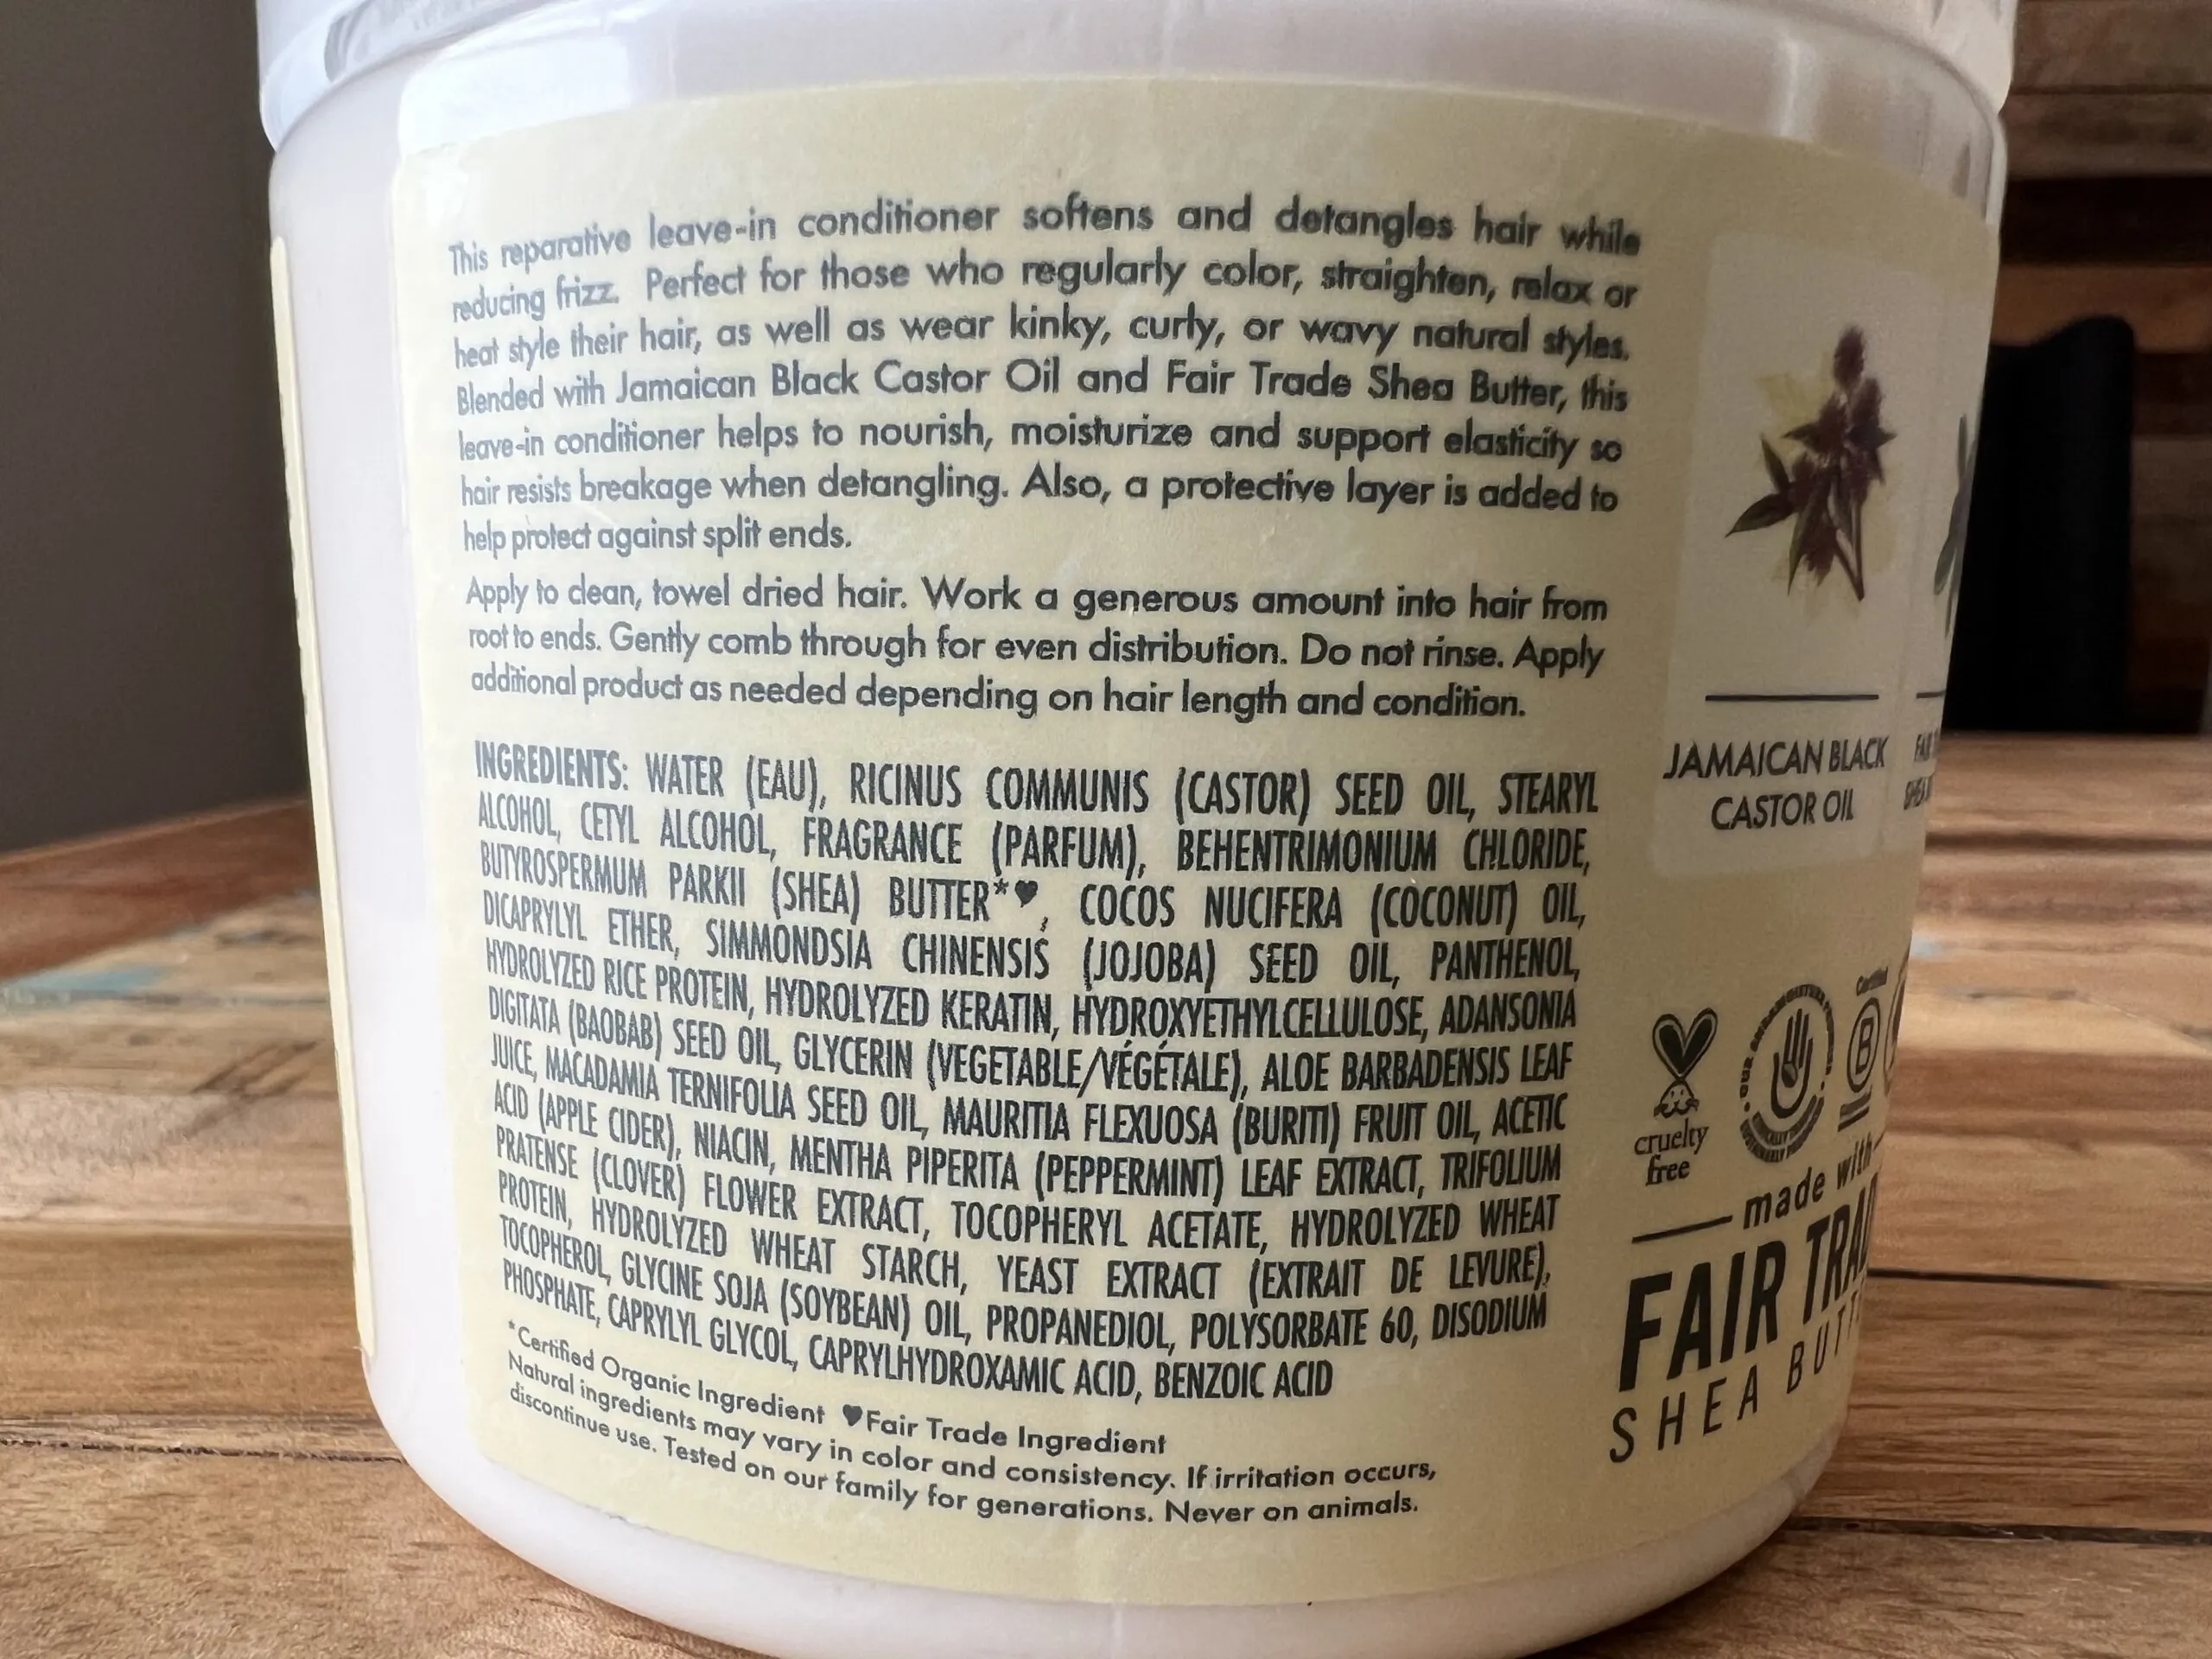 This reparative leave-in conditioner softens and detangles hair while
reducing frizz. Perfect for those who regularly color, straighten, relax or
heat style their hair, as well as wear kinky, curly, or wavy natural styles.
Blended with Jamaican Black Castor Oil and Fair Trade Shea Butter, this
leave-in conditioner helps to nourish, moisturize and support elasticity so
hair resists breakage when detangling. Also, a protective layer is added to
help protect against split ends.
Apply to clean, towel dried hair. Work a generous amount into hair from
root to ends. Gently comb through for even distribution. Do not rinse. Apply
additional product as needed depending on hair length and condition.
INGREDIENTS: WATER (EAU), RICINUS COMMUNIS (CASTOR) SEED OIL, STEARYL
ALCOHOL, CETYL ALCOHOL, FRAGRANCE (PARFUM), BEHENTRIMONIUM CHLORIDE,
BUTYROSPERMUM PARKII (SHEA) BUTTER*♥, COCOS NUCIFERA (COCONUT) OIL,
DICAPRYLYL ETHER, SIMMONDSIA CHINENSIS (JOJOBA) SEED OIL, PANTHENOL,
HYDROLYZED RICE PROTEIN, HYDROLYZED KERATIN, HYDROXYETHYLCELLULOSE, ADANSONIA
DIGITATA (BAOBAB) SEED OIL, GLYCERIN (VEGETABLE/VÉGÉTALE), ALOE BARBADENSIS LEAF
JUICE, MACADAMIA TERNIFOLIA SEED OIL, MAURITIA FLEXUOSA (BURITI) FRUIT OIL, ACETIC
ACID (APPLE CIDER), NIACIN, MENTHA PIPERITA (PEPPERMINT) LEAF EXTRACT, TRIFOLIUM
PRATENSE (CLOVER) FLOWER EXTRACT, TOCOPHERYL ACETATE, HYDROLYZED WHEAT
PROTEIN, HYDROLYZED WHEAT STARCH, YEAST EXTRACT (EXTRAIT DE LEVURE),
TOCOPHEROL, GLYCINE SOJA (SOYBEAN) OIL, PROPANEDIOL, POLYSORBATE 60, DISODIUM
PHOSPHATE, CAPRYLYL GLYCOL, CAPRYLHYDROXAMIC ACID, BENZOIC ACID
*Certified Organic Ingredient ♥Fair Trade Ingredient
Natural ingredients may vary in color and consistency. If irritation occurs,
discontinue use. Tested on our family for generations. Never on animals.
JAMAICAN BLACK
CASTOR OIL
cruelty
free
Certified
B
made with
FAIR
SHEA